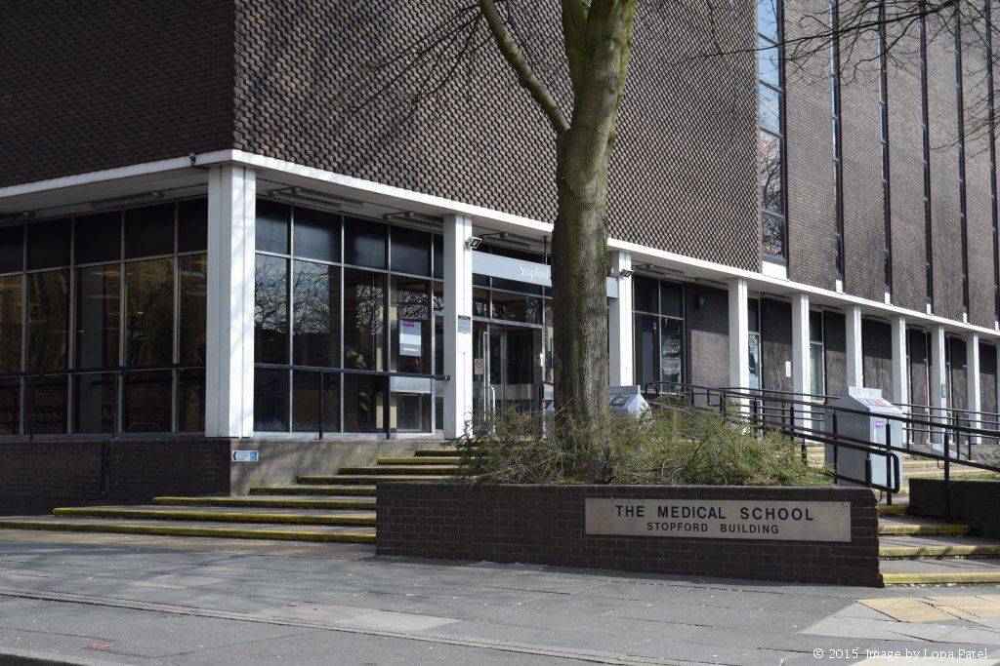 Stopford
THE MEDICAL SCHOOL
STOPFORD BUILDING
© 2015. Image by Lopa Patel